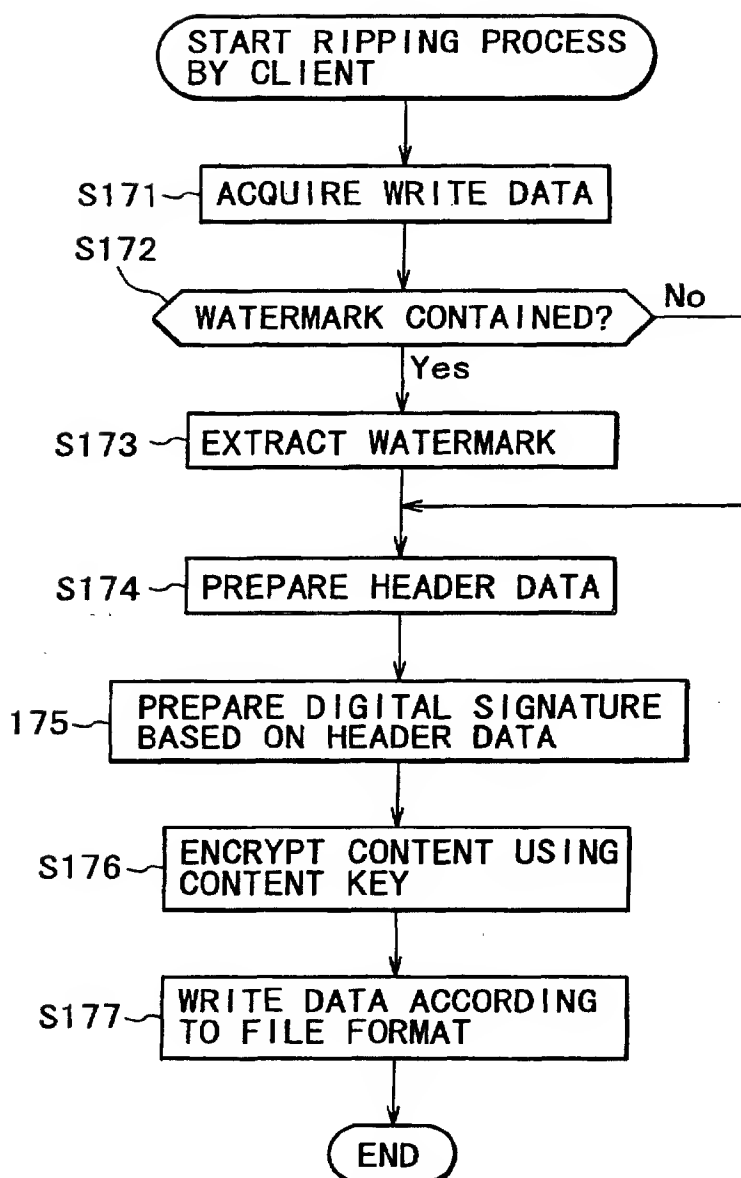 START RIPPING PROCESS
BY CLIENT
S171
ACQUIRE WRITE DATA
S172
WATERMARK CONTAINED?
No
Yes
S173
EXTRACT WATERMARK
S174
PREPARE HEADER DATA
175
PREPARE DIGITAL SIGNATURE
BASED ON HEADER DATA
S176
ENCRYPT CONTENT USING
CONTENT KEY
S177
WRITE DATA ACCORDING
TO FILE FORMAT
END